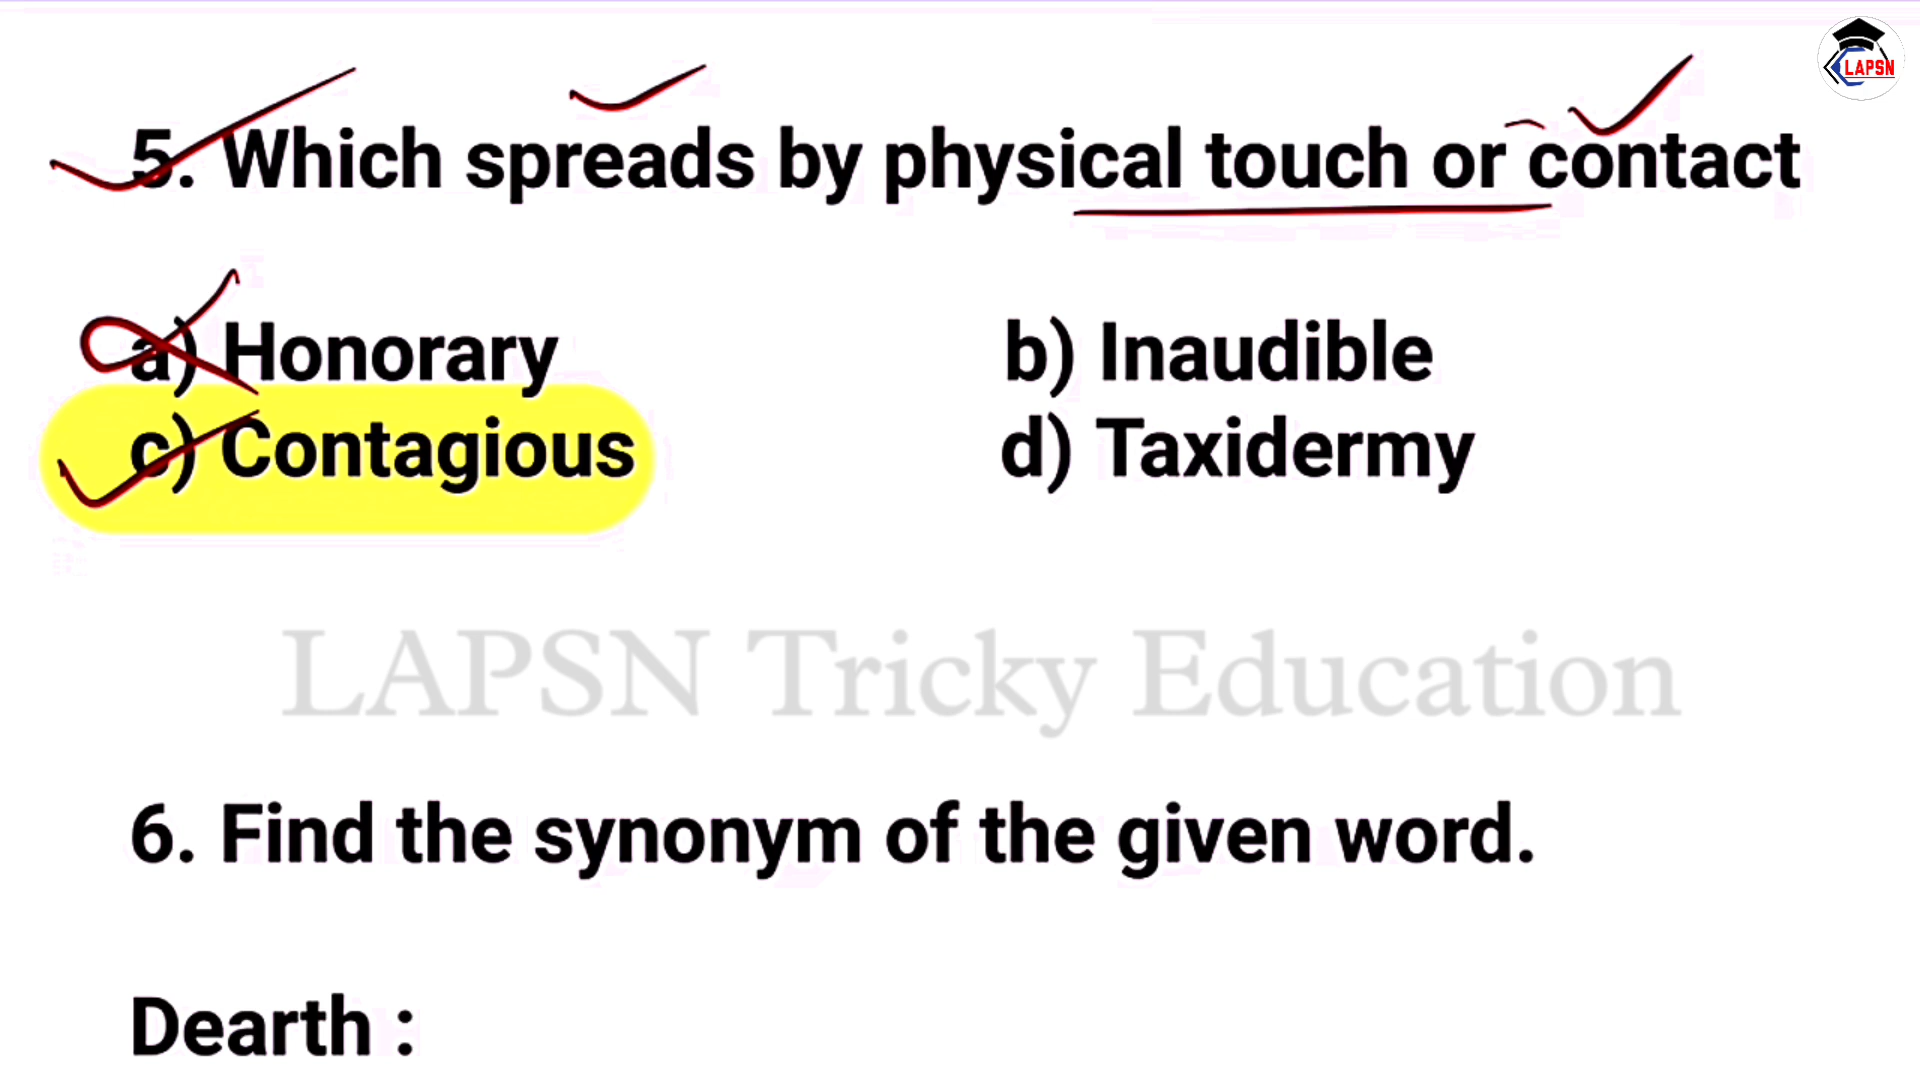 LAPSN
5. Which spreads by physical touch or contact
a) Honorary b) Inaudible
c) Contagious d) Taxidermy
LAPSN Tricky Education
6. Find the synonym of the given word.
Dearth :